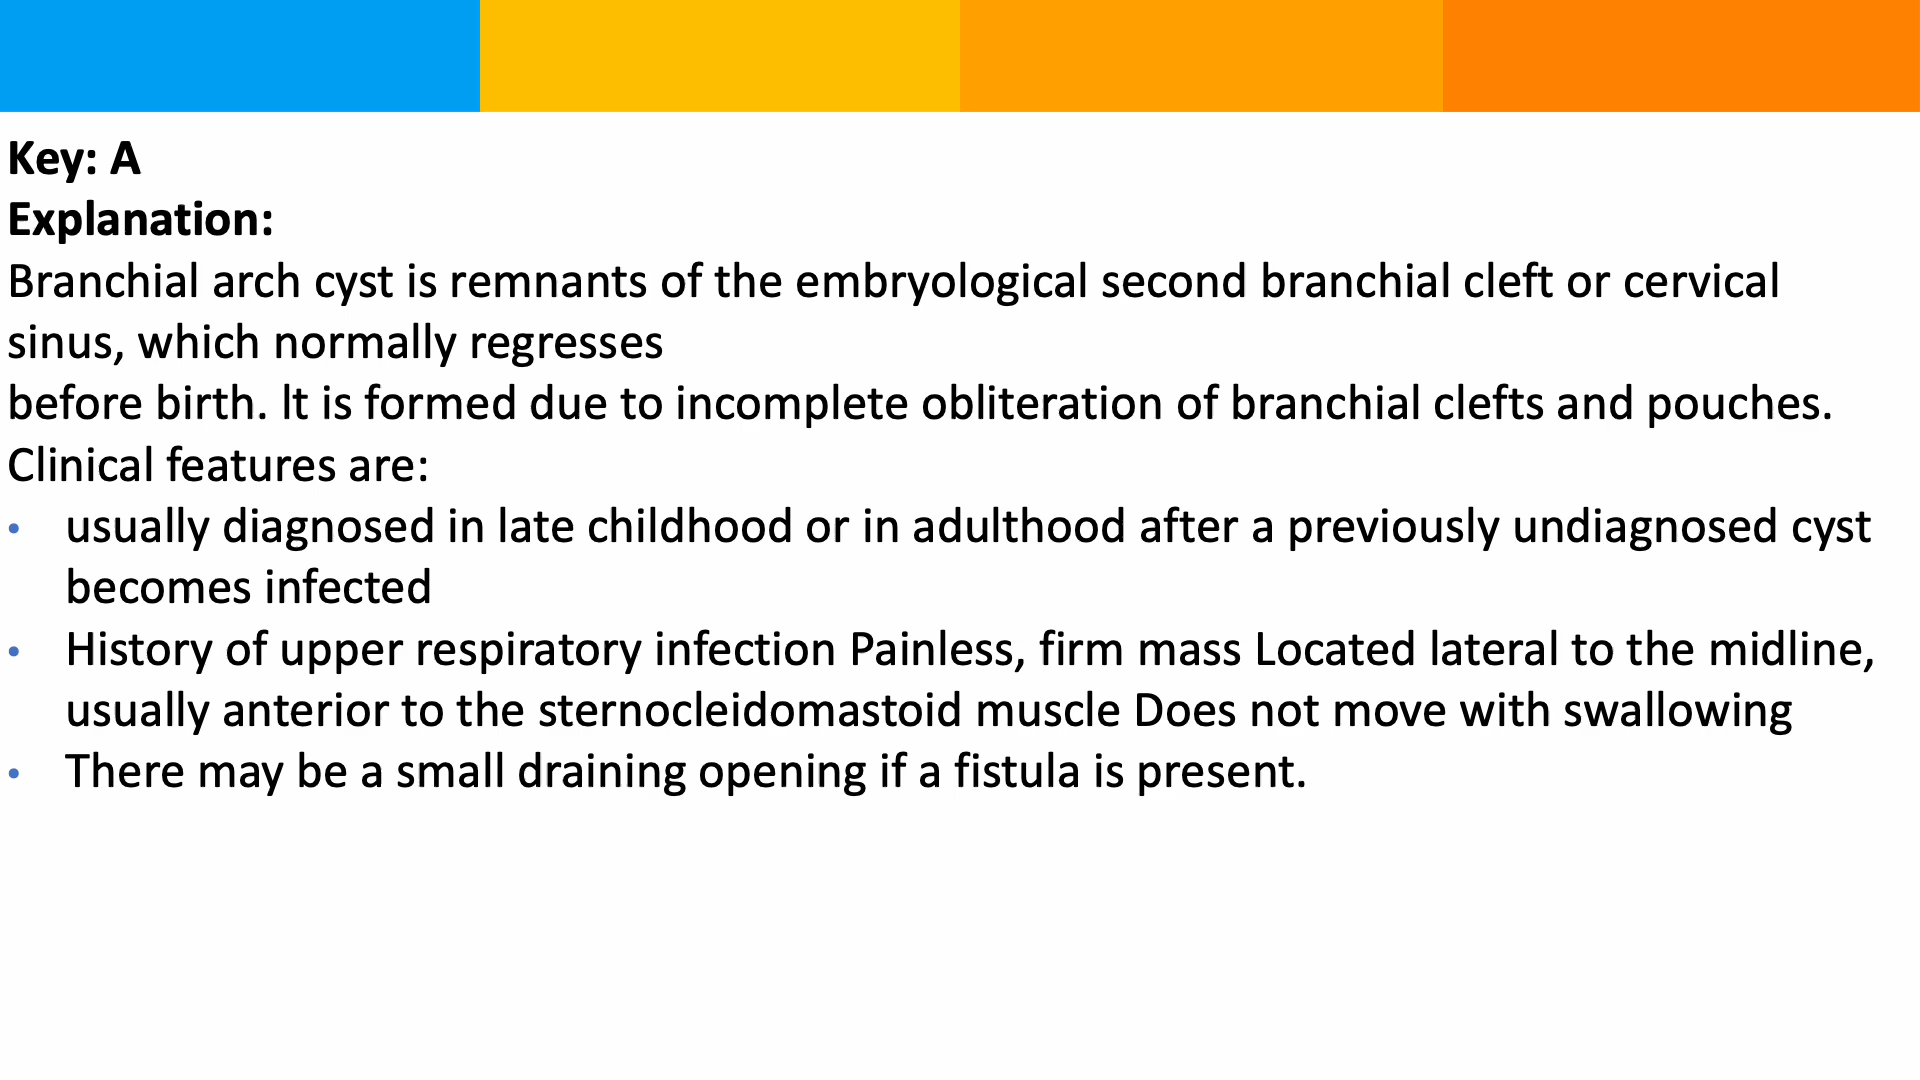 Key: A
Explanation:
Branchial arch cyst is remnants of the embryological second branchial cleft or cervical
sinus, which normally regresses
before birth. lt is formed due to incomplete obliteration of branchial clefts and pouches.
Clinical features are:
• usually diagnosed in late childhood or in adulthood after a previously undiagnosed cyst
becomes infected
• History of upper respiratory infection Painless, firm mass Located lateral to the midline,
usually anterior to the sternocleidomastoid muscle Does not move with swallowing
• There may be a small draining opening if a fistula is present.